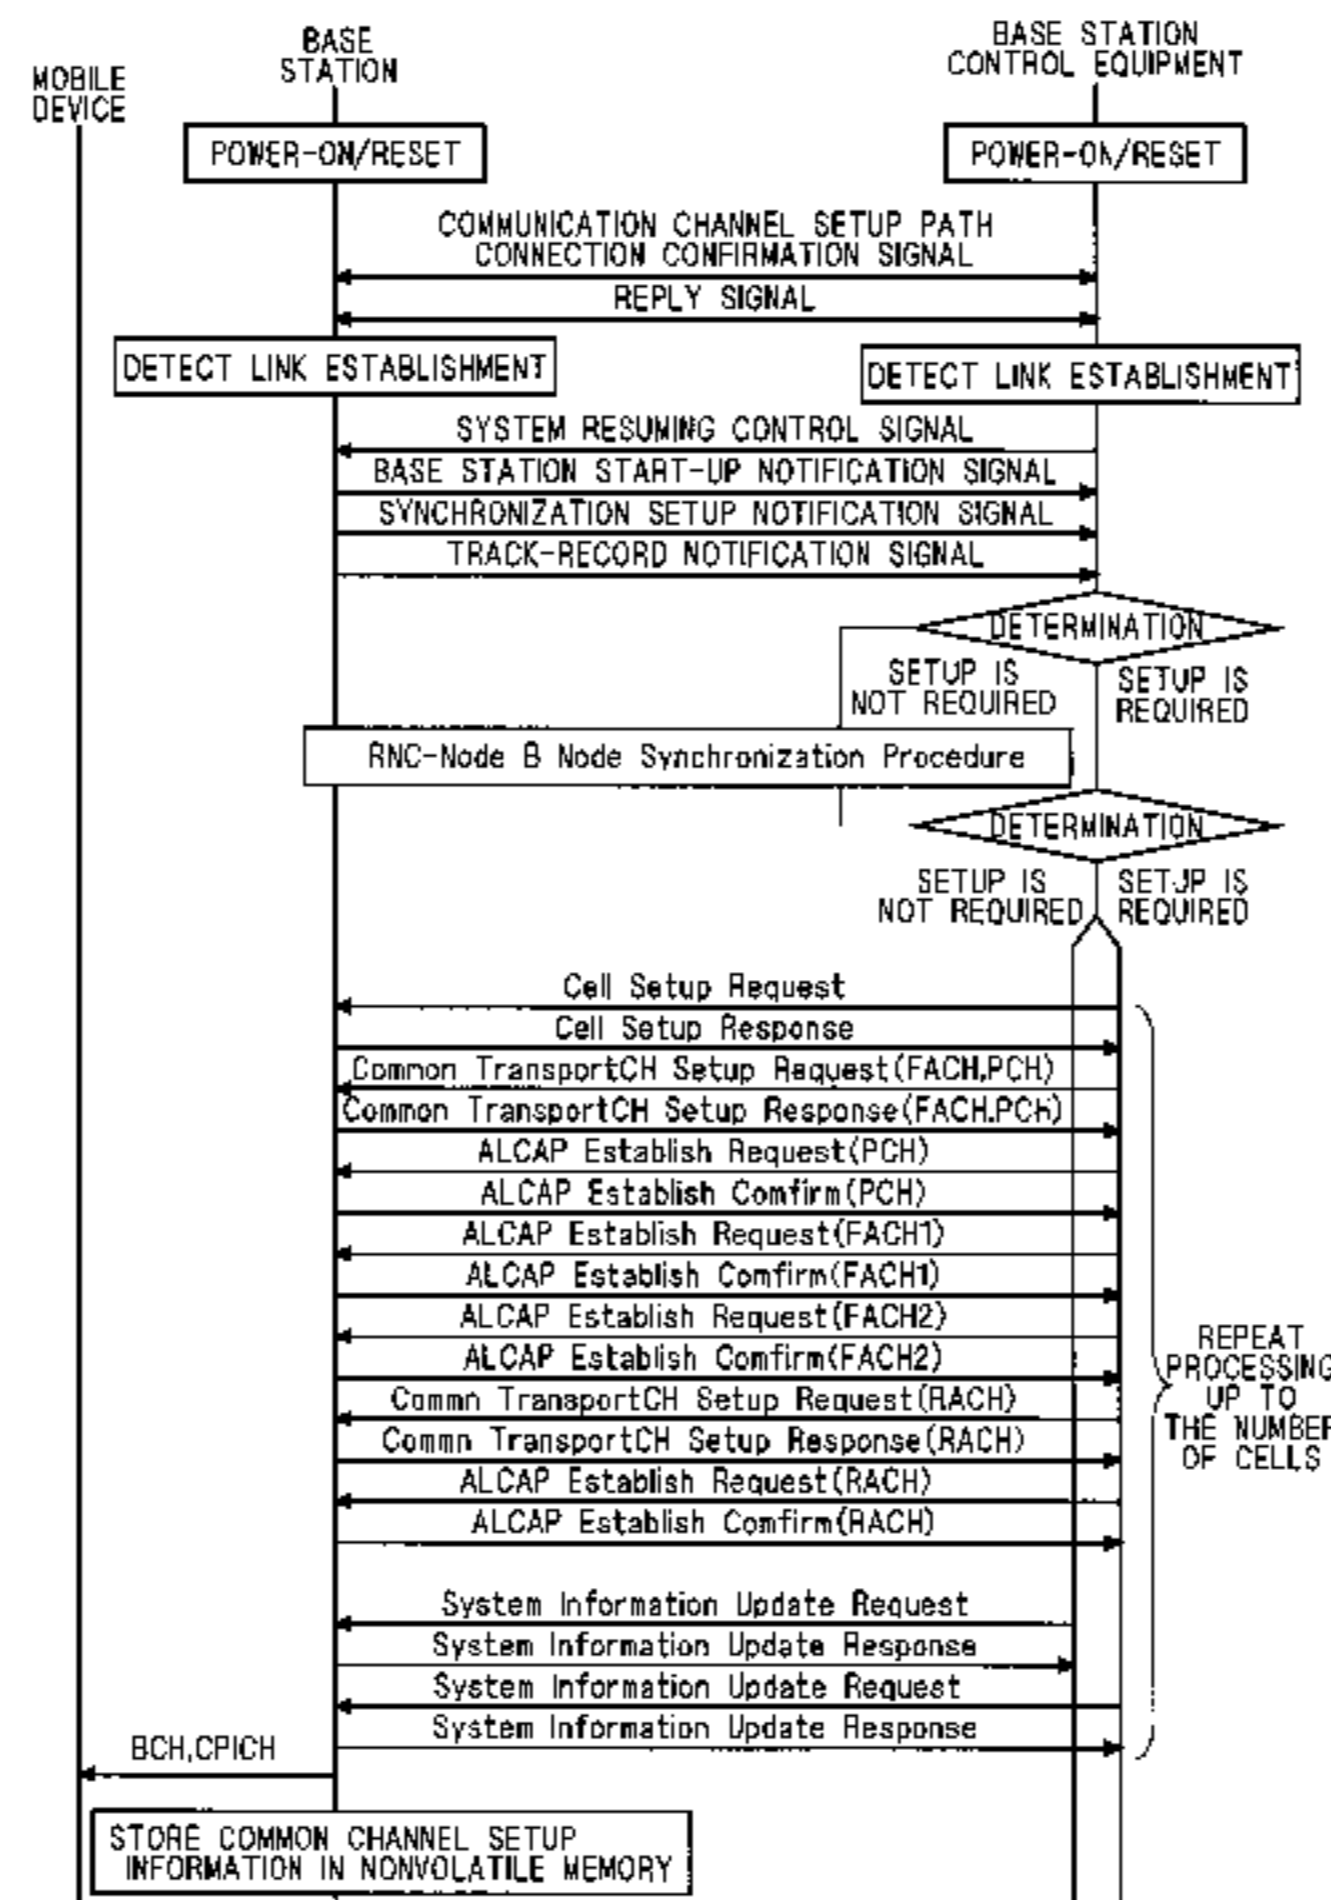 MOBILE
DEVICE
BASE
STATION
BASE STATION
CONTROL EQUIPMENT
POWER-ON/RESET
POWER-ON/RESET
COMMUNICATION CHANNEL SETUP PATH
CONNECTION CONFIRMATION SIGNAL
REPLY SIGNAL
DETECT LINK ESTABLISHMENT
DETECT LINK ESTABLISHMENT
SYSTEM RESUMING CONTROL SIGNAL
BASE STATION START-UP NOTIFICATION SIGNAL
SYNCHRONIZATION SETUP NOTIFICATION SIGNAL
TRACK-RECORD NOTIFICATION SIGNAL
DETERMINATION
SETUP IS
NOT REQUIRED
SETUP IS
REQUIRED
RNC-Node B Node Synchronization Procedure
DETERMINATION
SETUP IS
NOT REQUIRED
SETUP IS
REQUIRED
Cell Setup Request
Cell Setup Response
Common TransportCH Setup Request(FACH,PCH)
Common TransportCH Setup Response(FACH.PCH)
ALCAP Establish Request(PCH)
ALCAP Establish Comfirm(PCH)
ALCAP Establish Request(FACH1)
ALCAP Establish Comfirm(FACH1)
ALCAP Establish Request(FACH2)
ALCAP Establish Comfirm(FACH2)
Commn TransportCH Setup Request(RACH)
Commn TransportCH Setup Response(RACH)
ALCAP Establish Request(RACH)
ALCAP Establish Comfirm(RACH)
REPEAT
PROCESSING
UP TO
THE NUMBER
OF CELLS
System Information Update Request
System Information Update Response
System Information Update Request
System Information Update Response
BCH,CPICH
STORE COMMON CHANNEL SETUP
INFORMATION IN NONVOLATILE MEMORY